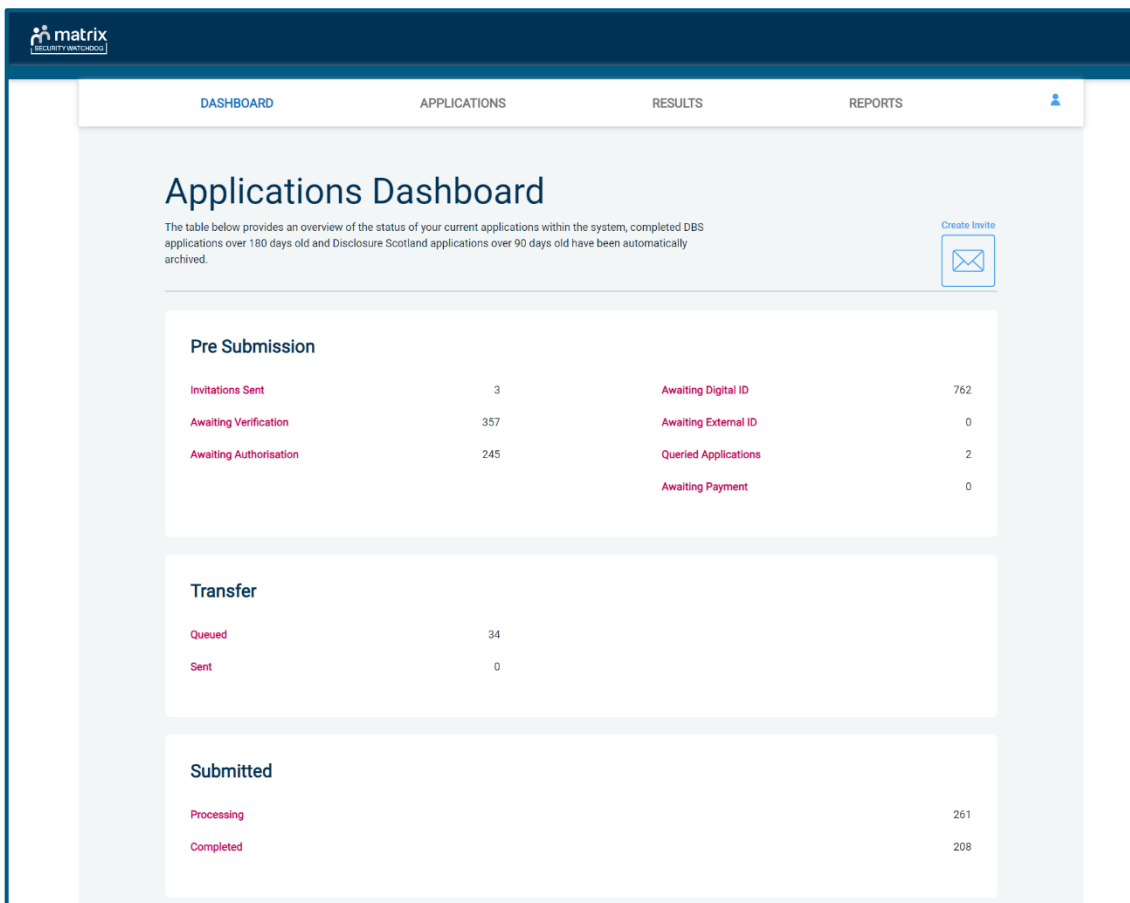 matrix
SECURITY WATCHDOG
DASHBOARD APPLICATIONS RESULTS REPORTS
Applications Dashboard
The table below provides an overview of the status of your current applications within the system, completed DBS
applications over 180 days old and Disclosure Scotland applications over 90 days old have been automatically
archived.
Create Invite
Pre Submission
Invitations Sent 3 Awaiting Digital ID 762
Awaiting Verification 357 Awaiting External ID 0
Awaiting Authorisation 245 Queried Applications 2
Awaiting Payment 0
Transfer
Queued 34
Sent 0
Submitted
Processing 261
Completed 208